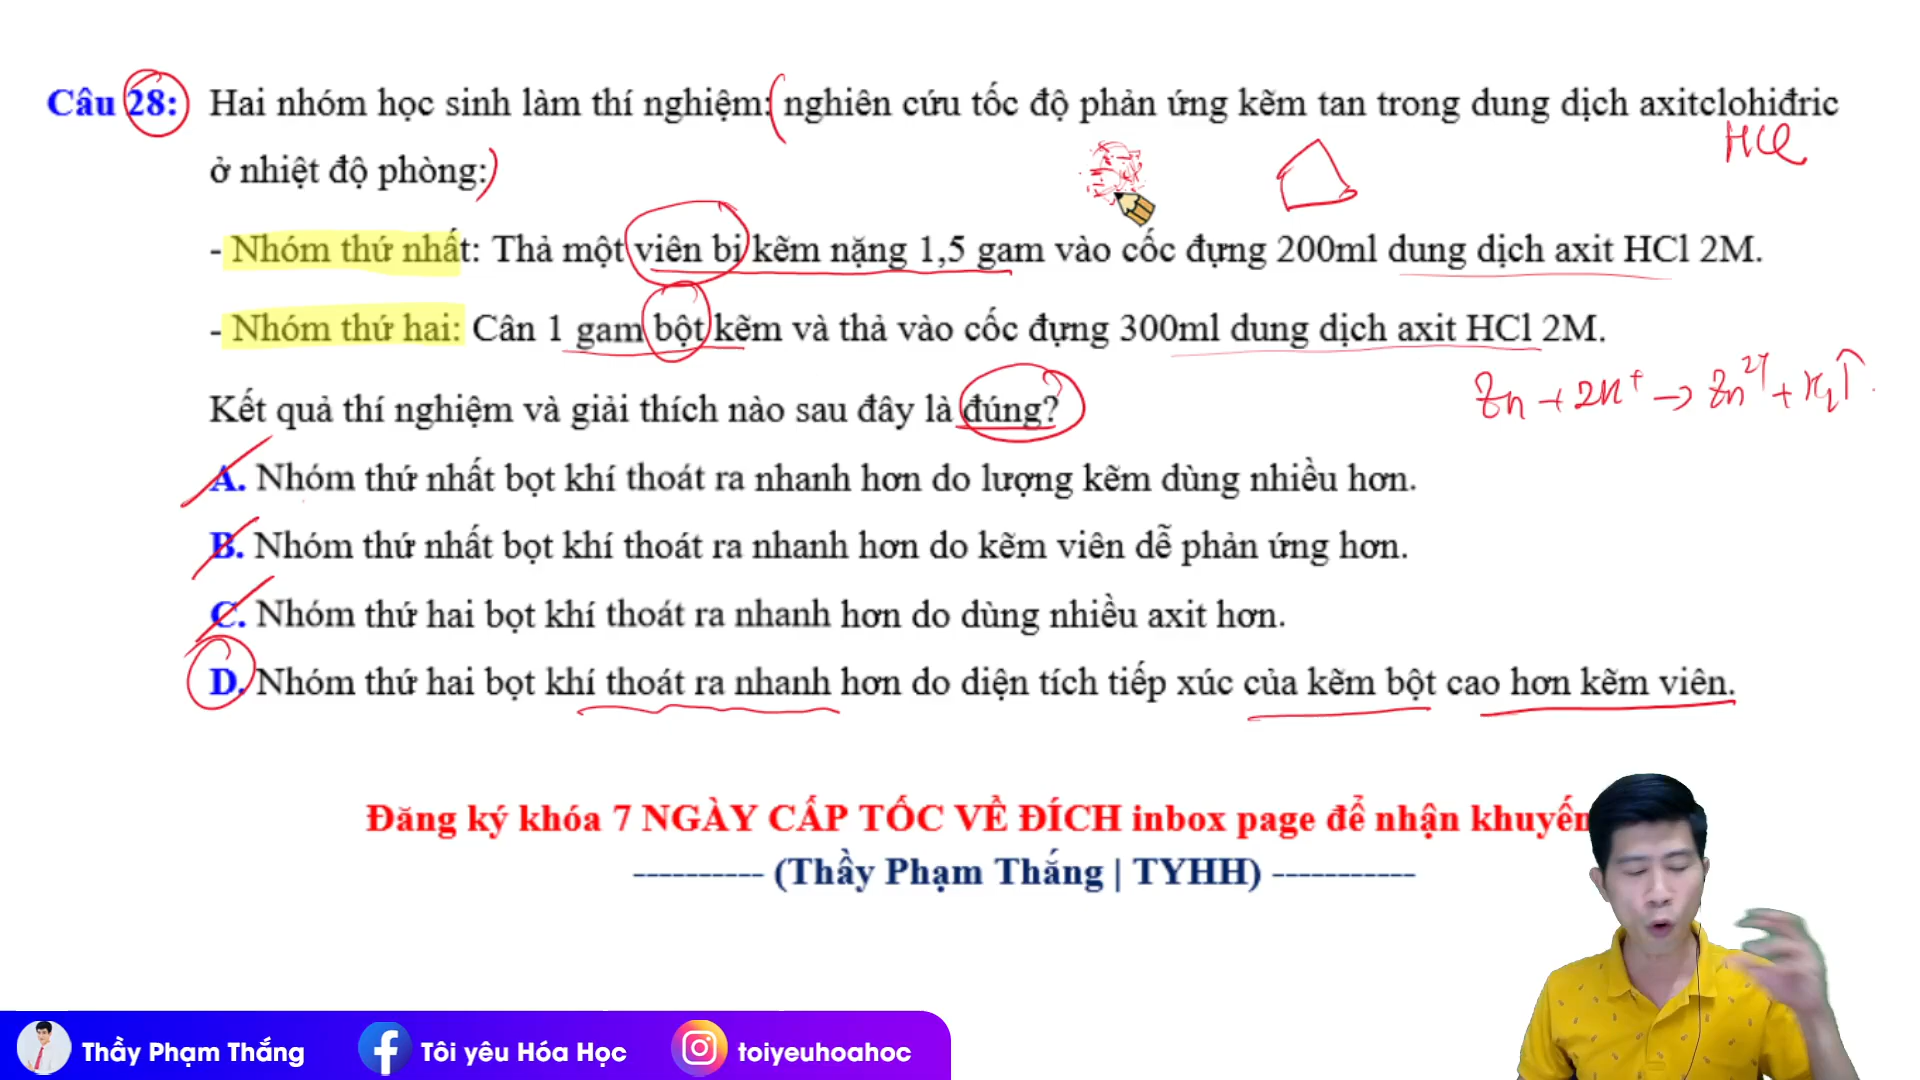 Câu 28: Hai nhóm học sinh làm thí nghiệm: nghiên cứu tốc độ phản ứng kẽm tan trong dung dịch axitclohiđric
HCl
ở nhiệt độ phòng:
- Nhóm thứ nhất: Thả một viên bi kẽm nặng 1,5 gam vào cốc đựng 200ml dung dịch axit HCl 2M.
- Nhóm thứ hai: Cân 1 gam bột kẽm và thả vào cốc đựng 300ml dung dịch axit HCl 2M.
Zn + 2H⁺ → Zn²⁺ + H₂↑
Kết quả thí nghiệm và giải thích nào sau đây là đúng?
A. Nhóm thứ nhất bọt khí thoát ra nhanh hơn do lượng kẽm dùng nhiều hơn.
B. Nhóm thứ nhất bọt khí thoát ra nhanh hơn do kẽm viên dễ phản ứng hơn.
C. Nhóm thứ hai bọt khí thoát ra nhanh hơn do dùng nhiều axit hơn.
D. Nhóm thứ hai bọt khí thoát ra nhanh hơn do diện tích tiếp xúc của kẽm bột cao hơn kẽm viên.
Đăng ký khóa 7 NGÀY CẤP TỐC VỀ ĐÍCH inbox page để nhận khuyến
---------- (Thầy Phạm Thắng | TYHH) -----------
Thầy Phạm Thắng
Tôi yêu Hóa Học
toiyeuhoahoc